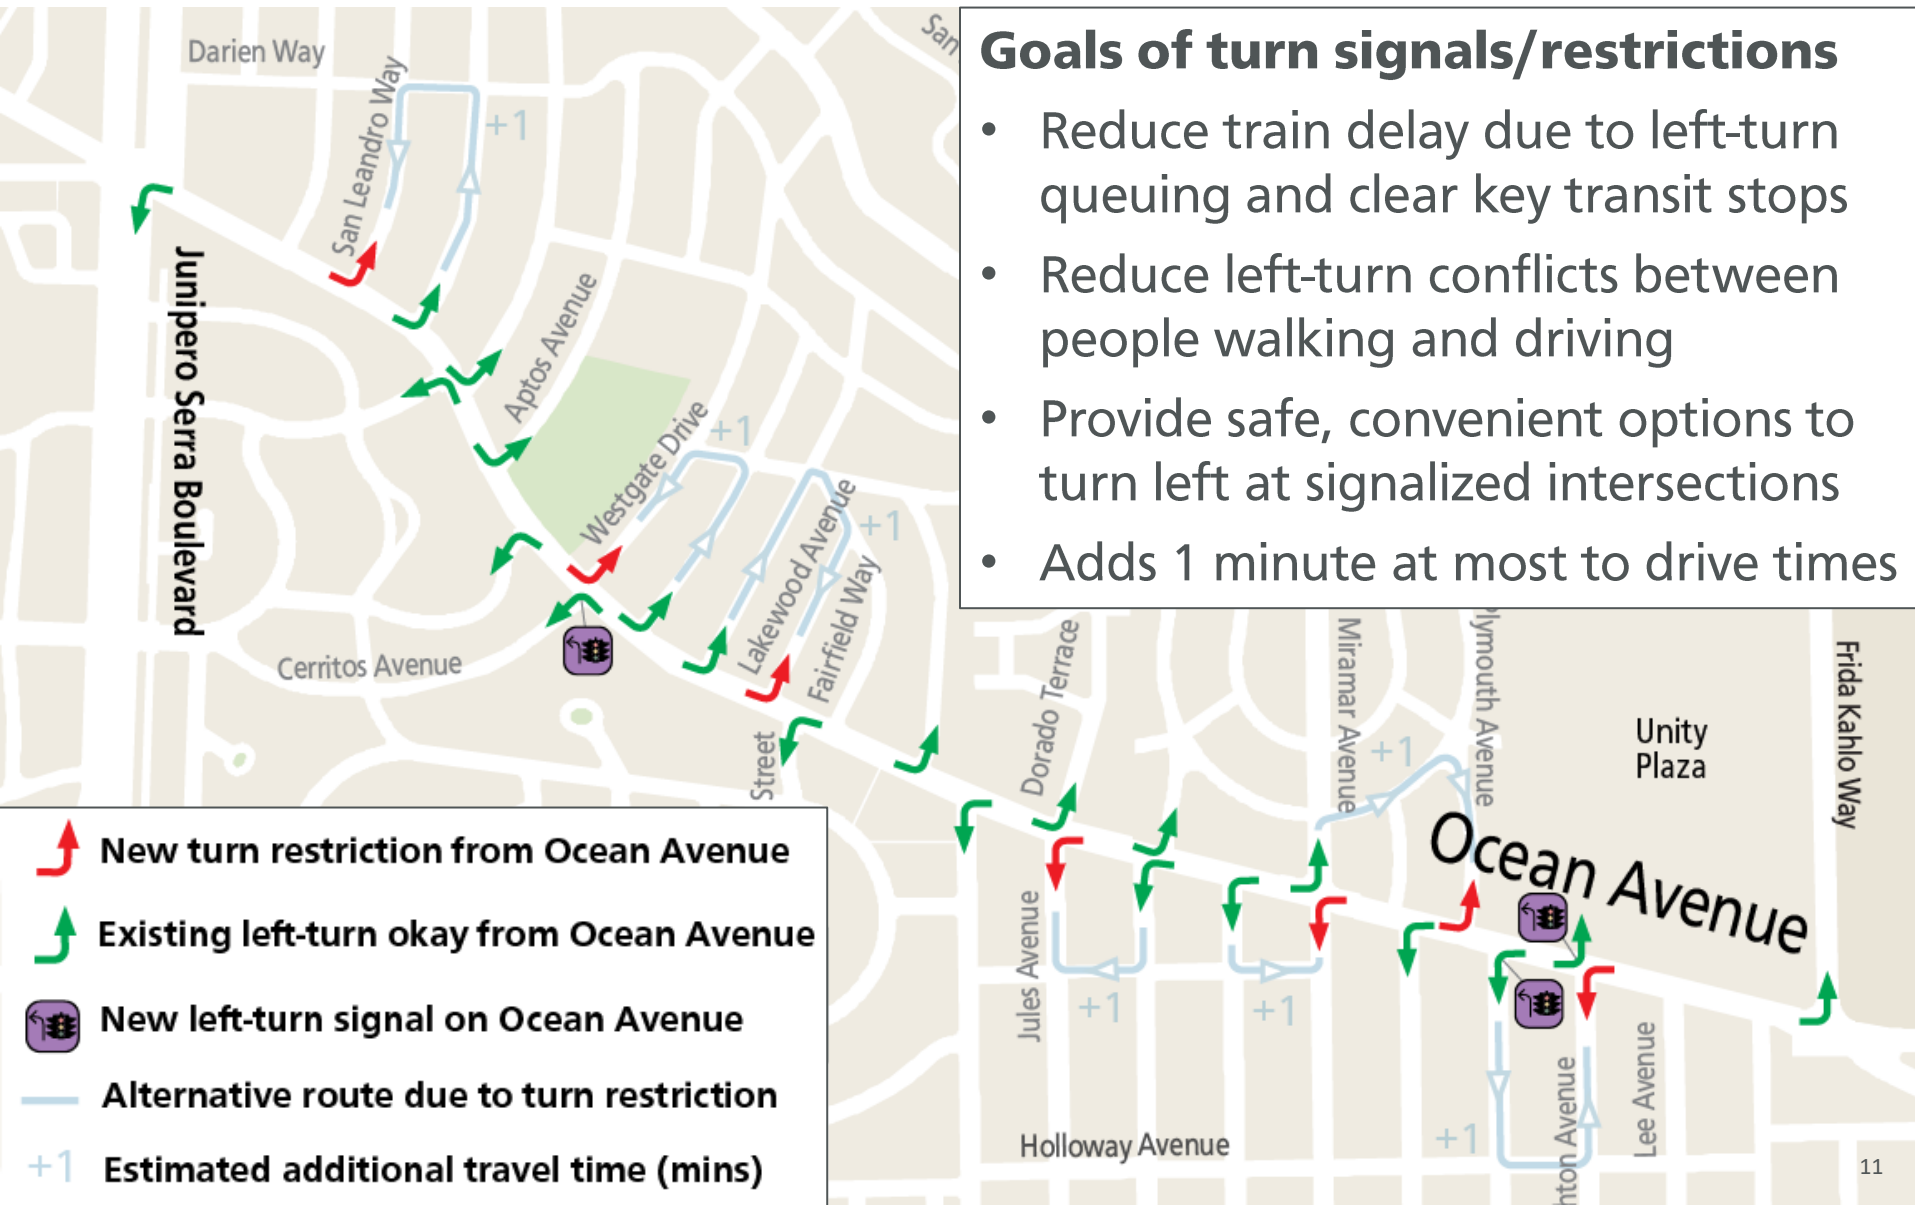 Goals of turn signals/restrictions
• Reduce train delay due to left-turn
queuing and clear key transit stops
• Reduce left-turn conflicts between
people walking and driving
• Provide safe, convenient options to
turn left at signalized intersections
• Adds 1 minute at most to drive times
Darien Way
San
San Leandro Way
+1
Junipero Serra Boulevard
Aptos Avenue
Westgate Drive
+1
Lakewood Avenue
+1
Fairfield Way
Cerritos Avenue
Street
Dorado Terrace
Miramar Avenue
+1
Plymouth Avenue
Unity
Plaza
Frida Kahlo Way
Ocean Avenue
Jules Avenue
+1
+1
+1
hton Avenue
Lee Avenue
Holloway Avenue
New turn restriction from Ocean Avenue
Existing left-turn okay from Ocean Avenue
New left-turn signal on Ocean Avenue
Alternative route due to turn restriction
+1 Estimated additional travel time (mins)
11